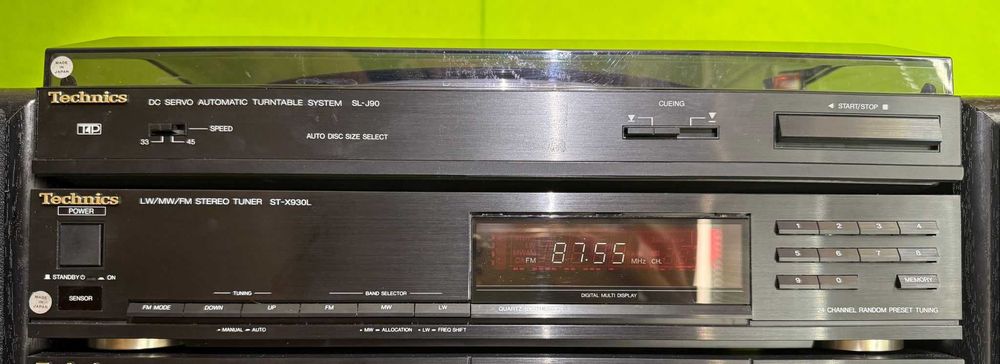 MADE IN JAPAN
Technics
DC SERVO AUTOMATIC TURNTABLE SYSTEM SL-J90
CUEING
◀ START/STOP ■
T4P
SPEED
33 45
AUTO DISC SIZE SELECT
Technics
LW/MW/FM STEREO TUNER ST-X930L
POWER
STANDBY ON
SENSOR
MADE IN JAPAN
TUNING
BAND SELECTOR
FM MODE DOWN UP FM MW LW
MANUAL AUTO
MW = ALLOCATION LW = FREQ SHIFT
FM 87.55 MHz CH
DIGITAL MULTI DISPLAY
1 2 3 4
5 6 7 8
9 0 MEMORY
24 CHANNEL RANDOM PRESET TUNING
Technics